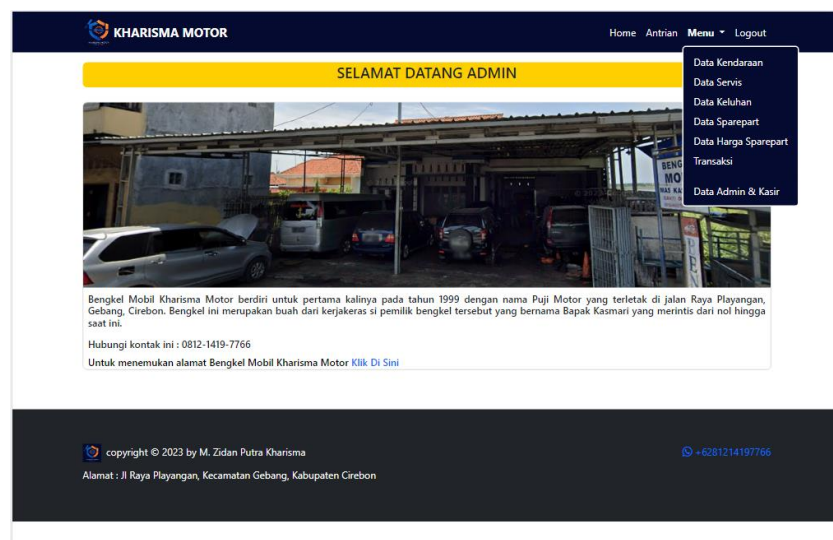 KHARISMA MOTOR
Home Antrian Menu Logout
SELAMAT DATANG ADMIN
Data Kendaraan
Data Servis
Data Keluhan
Data Sparepart
Data Harga Sparepart
Transaksi
Data Admin & Kasir
BENG
MO
Bengkel Mobil Kharisma Motor berdiri untuk pertama kalinya pada tahun 1999 dengan nama Puji Motor yang terletak di jalan Raya Playangan,
Gebang, Cirebon. Bengkel ini merupakan buah dari kerjakeras si pemilik bengkel tersebut yang bernama Bapak Kasmari yang merintis dari nol hingga
saat ini.
Hubungi kontak ini : 0812-1419-7766
Untuk menemukan alamat Bengkel Mobil Kharisma Motor Klik Di Sini
copyright © 2023 by M. Zidan Putra Kharisma
+6281214197766
Alamat : Jl Raya Playangan, Kecamatan Gebang, Kabupaten Cirebon